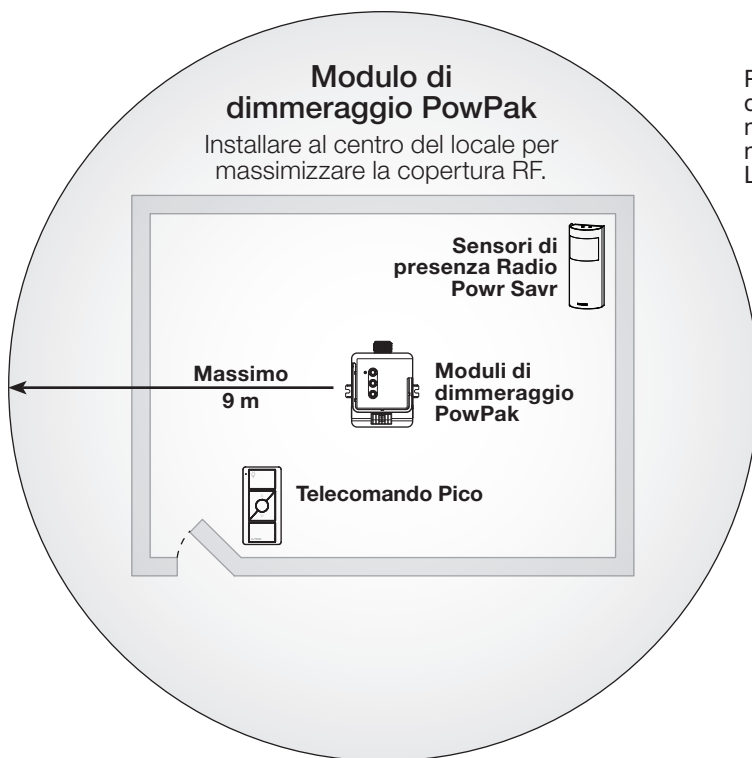 Modulo di
dimmeraggio PowPak
Installare al centro del locale per
massimizzare la copertura RF.
Sensori di
presenza Radio
Powr Savr
Massimo
9 m
Moduli di
dimmeraggio
PowPak
Telecomando Pico